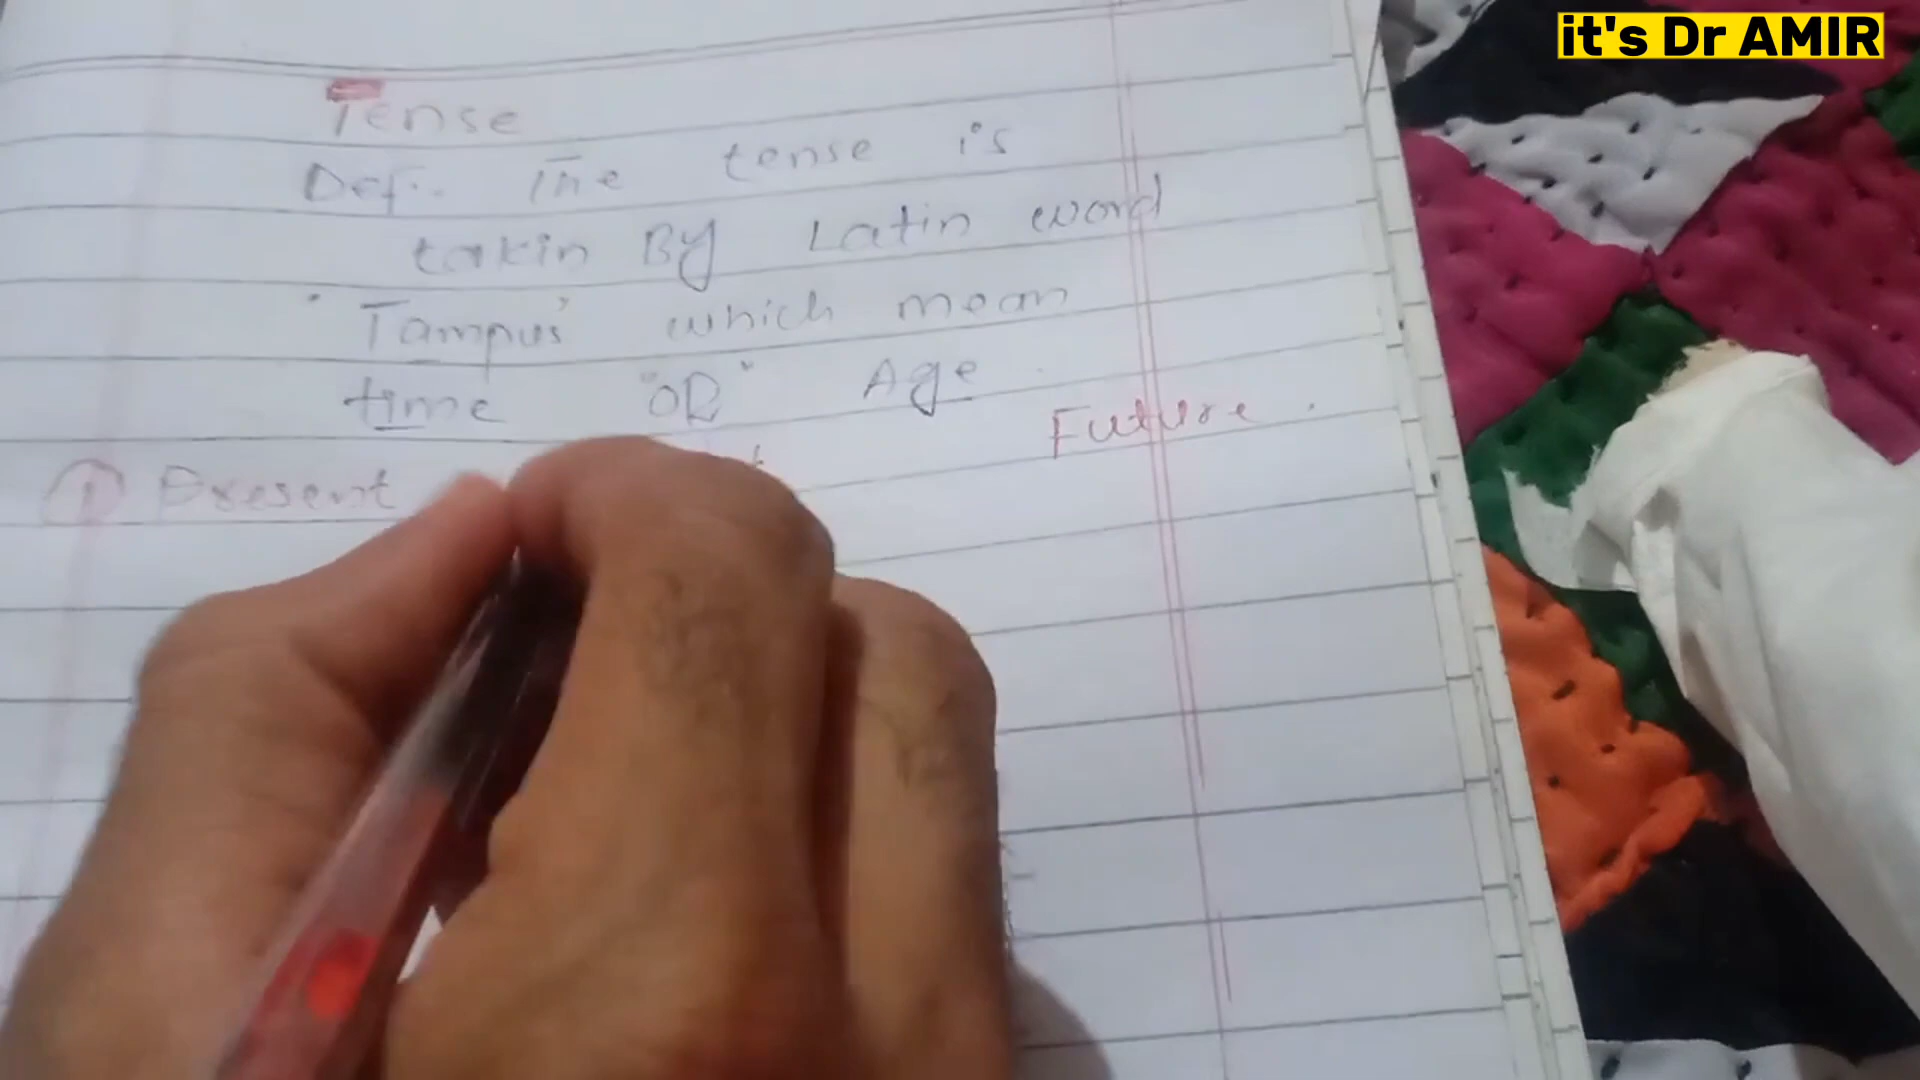 it's Dr AMIR
Tense
Def:. The tense is
takin By Latin word
"Tampus" which mean
time "OR" Age
① Present Future.